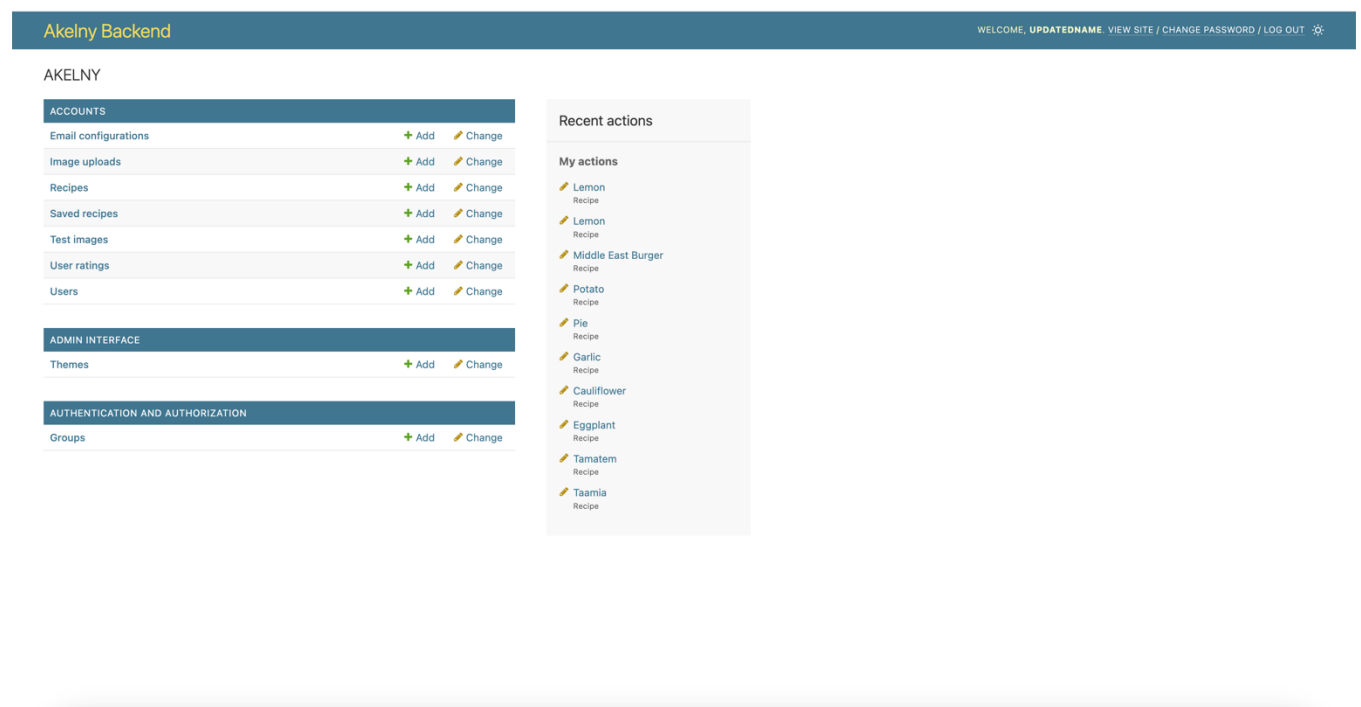 Akelny Backend
WELCOME, UPDATEDNAME. VIEW SITE / CHANGE PASSWORD / LOG OUT
AKELNY
ACCOUNTS
Email configurations Add Change
Image uploads Add Change
Recipes Add Change
Saved recipes Add Change
Test images Add Change
User ratings Add Change
Users Add Change
ADMIN INTERFACE
Themes Add Change
AUTHENTICATION AND AUTHORIZATION
Groups Add Change
Recent actions
My actions
Lemon
Recipe
Lemon
Recipe
Middle East Burger
Recipe
Potato
Recipe
Pie
Recipe
Garlic
Recipe
Cauliflower
Recipe
Eggplant
Recipe
Tamatem
Recipe
Taamia
Recipe